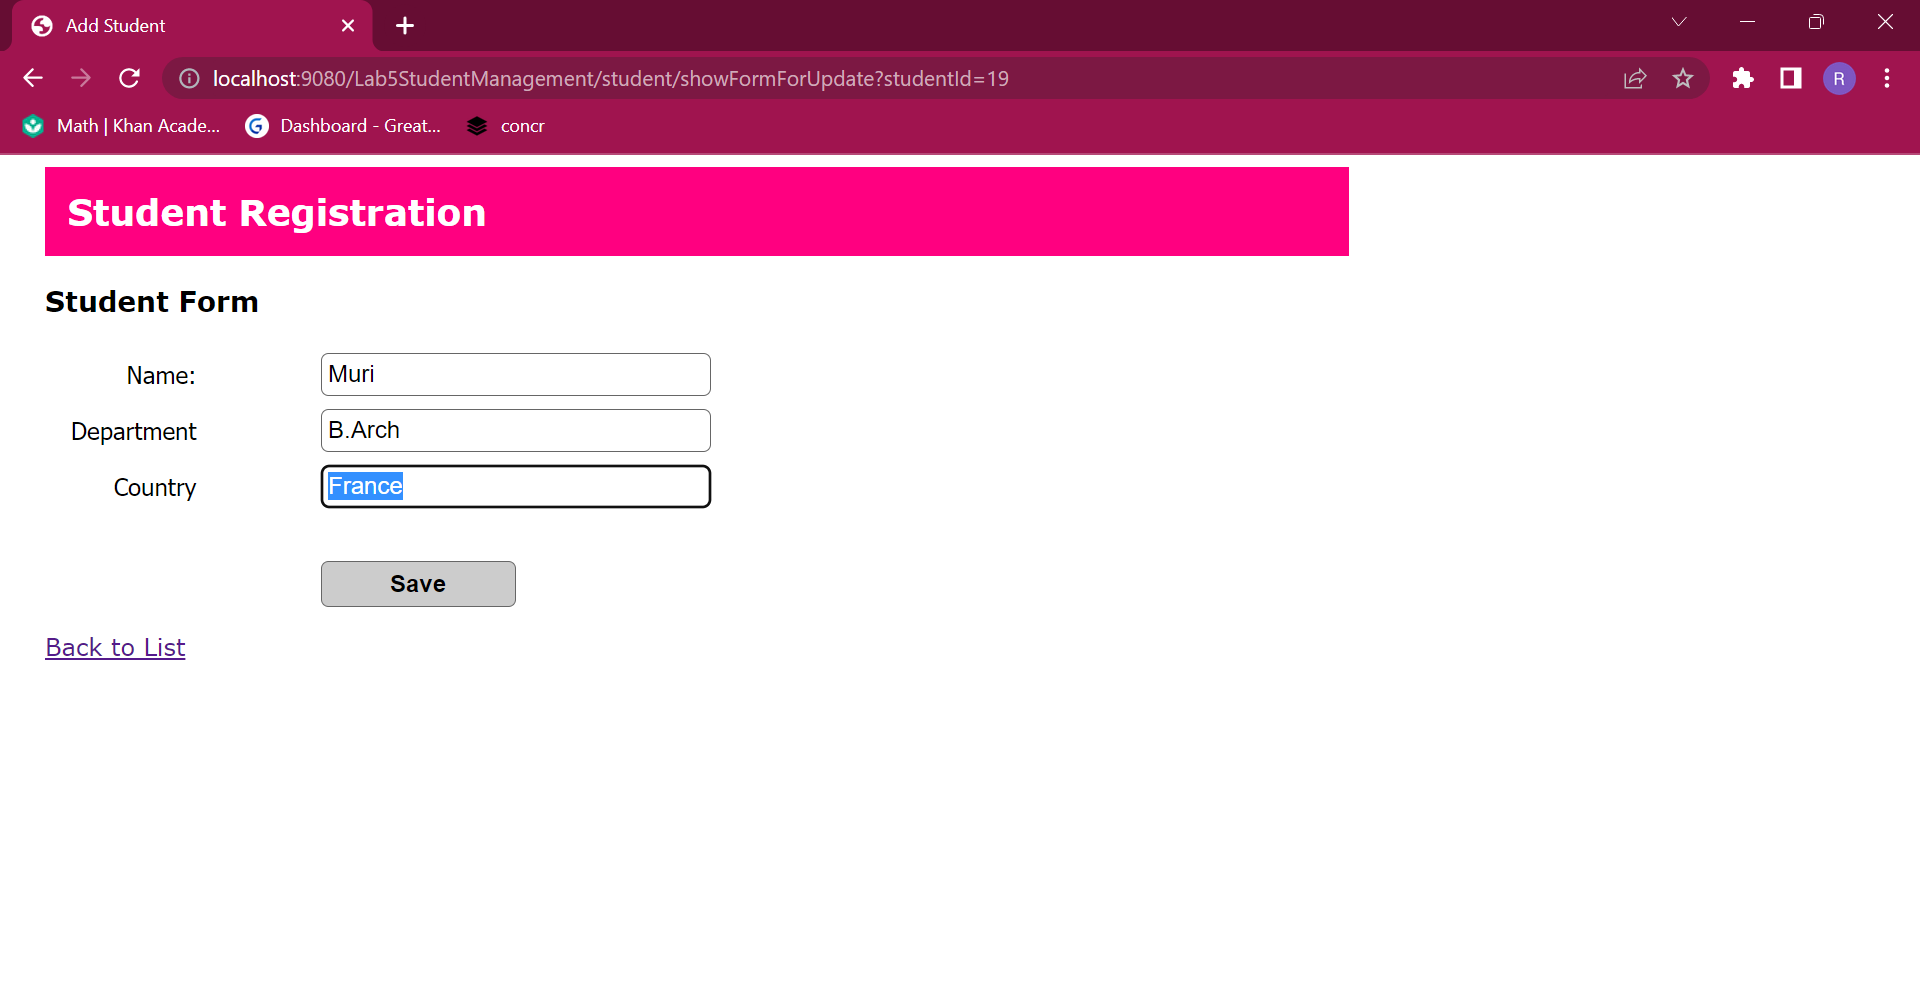 Add Student
localhost:9080/Lab5StudentManagement/student/showFormForUpdate?studentId=19
R
Math | Khan Acade...
G Dashboard - Great...
concr
Student Registration
Student Form
Name: Muri
Department B.Arch
Country France
Save
Back to List